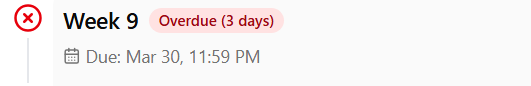 Week 9 Overdue (3 days)
Due: Mar 30, 11:59 PM